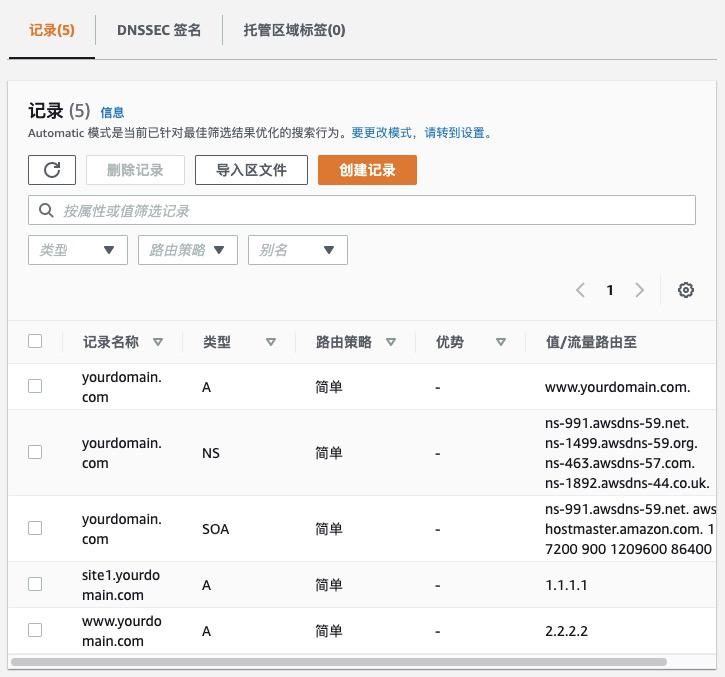 记录(5) DNSSEC 签名 托管区域标签(0)
记录 (5) 信息
Automatic 模式是当前已针对最佳筛选结果优化的搜索行为。要更改模式，请转到设置。
删除记录 导入区文件 创建记录
按属性或值筛选记录
类型 路由策略 别名
1
记录名称 类型 路由策略 优势 值/流量路由至
yourdomain.
com
A 简单 - www.yourdomain.com.
yourdomain.
com
NS 简单 -
ns-991.awsdns-59.net.
ns-1499.awsdns-59.org.
ns-463.awsdns-57.com.
ns-1892.awsdns-44.co.uk.
yourdomain.
com
SOA 简单 -
ns-991.awsdns-59.net. aws
hostmaster.amazon.com. 1
7200 900 1209600 86400
site1.yourdo
main.com
A 简单 - 1.1.1.1
www.yourdo
main.com
A 简单 - 2.2.2.2